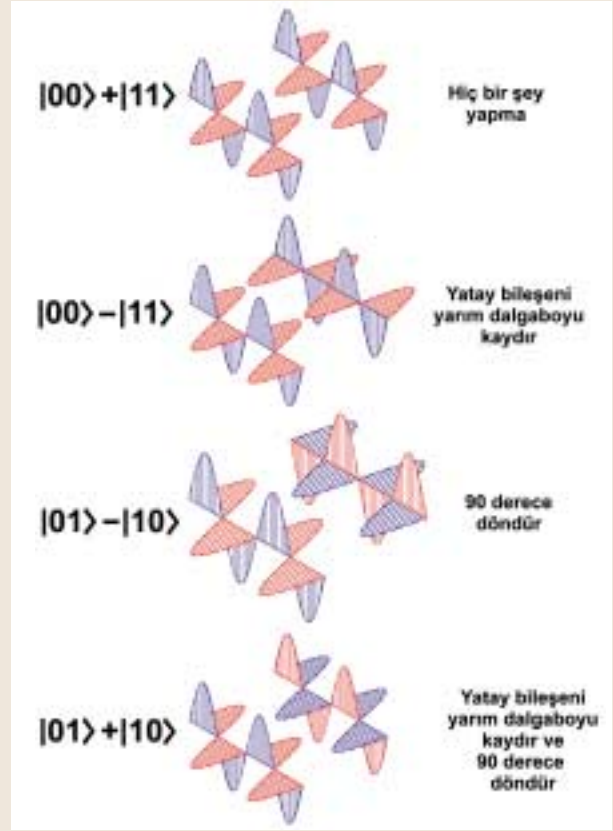 |00⟩+|11⟩
Hiç bir şey
yapma
|00⟩−|11⟩
Yatay bileşeni
yarım dalgaboyu
kaydır
|01⟩−|10⟩
90 derece
döndür
|01⟩+|10⟩
Yatay bileşeni
yarım dalgaboyu
kaydır ve
90 derece
döndür